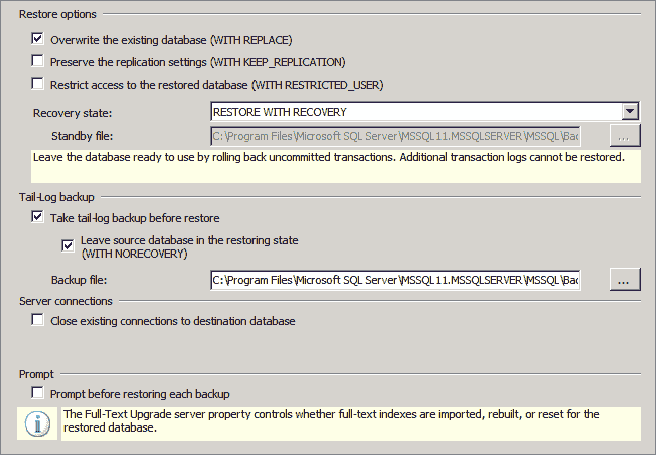 Restore options
Overwrite the existing database (WITH REPLACE)
Preserve the replication settings (WITH KEEP_REPLICATION)
Restrict access to the restored database (WITH RESTRICTED_USER)
Recovery state: RESTORE WITH RECOVERY
Standby file: C:\Program Files\Microsoft SQL Server\MSSQL11.MSSQLSERVER\MSSQL\Bac ...
Leave the database ready to use by rolling back uncommitted transactions. Additional transaction logs cannot be restored.
Tail-Log backup
Take tail-log backup before restore
Leave source database in the restoring state
(WITH NORECOVERY)
Backup file: C:\Program Files\Microsoft SQL Server\MSSQL11.MSSQLSERVER\MSSQL\Bac ...
Server connections
Close existing connections to destination database
Prompt
Prompt before restoring each backup
The Full-Text Upgrade server property controls whether full-text indexes are imported, rebuilt, or reset for the
restored database.